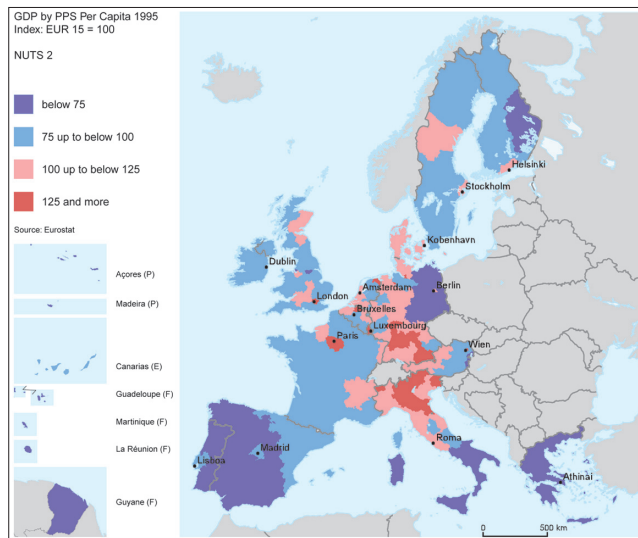 GDP by PPS Per Capita 1995
Index: EUR 15 = 100
NUTS 2
below 75
75 up to below 100
100 up to below 125
125 and more
Source: Eurostat
Açores (P)
Madeira (P)
Canarias (E)
Guadeloupe (F)
Martinique (F)
La Réunion (F)
Guyane (F)
Helsinki
Stockholm
Kobenhavn
Dublin
Amsterdam
Berlin
London
Bruxelles
Luxembourg
Paris
Wien
Roma
Madrid
Lisboa
Athinai
0 500 km